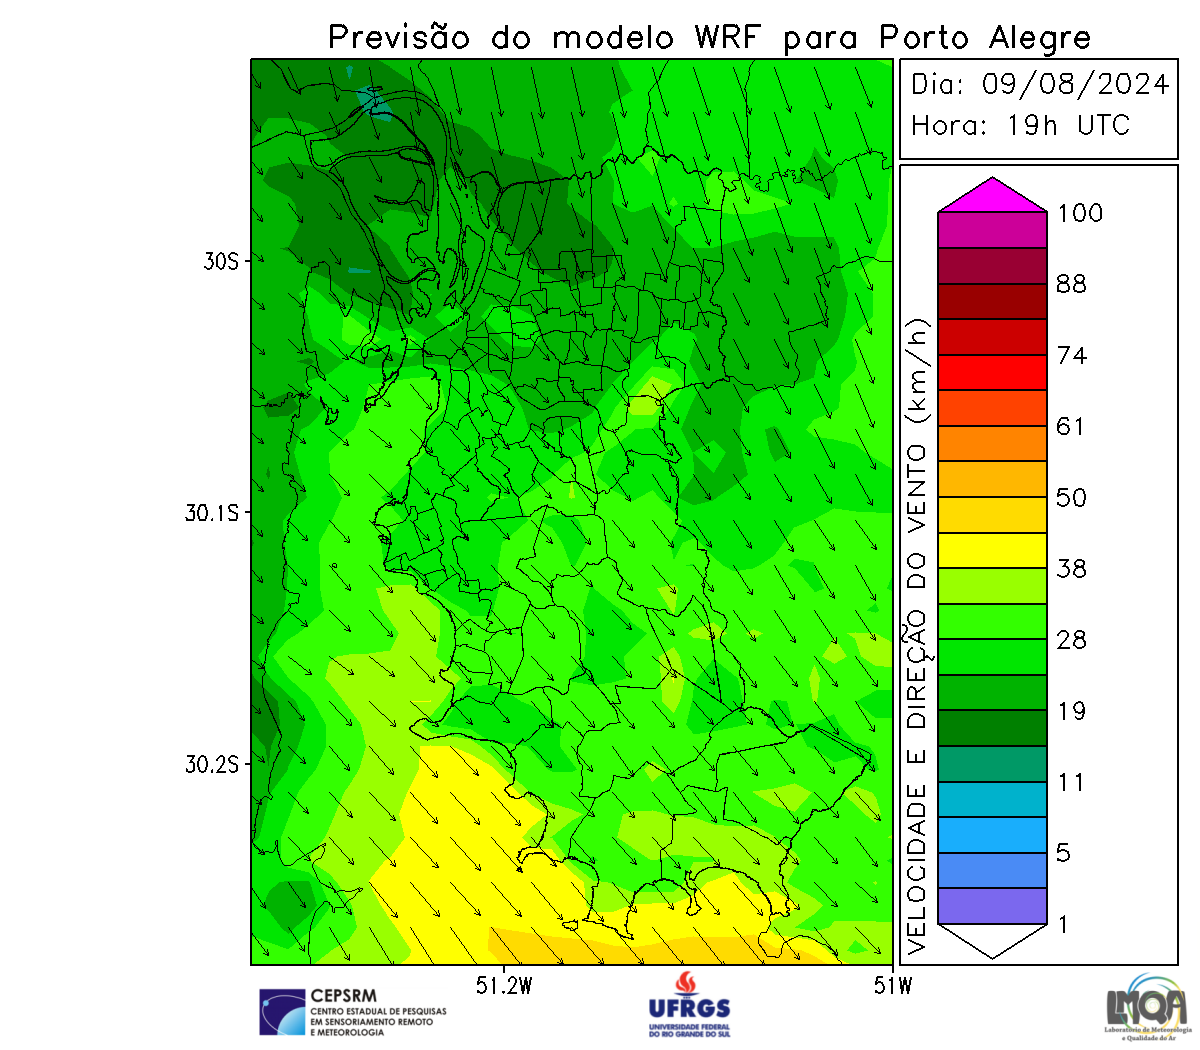 Previsão do modelo WRF para Porto Alegre
Dia: 09/08/2024
Hora: 19h UTC
30S
30.1S
30.2S
51.2W
51W
VELOCIDADE E DIREÇÃO DO VENTO (km/h)
100
88
74
61
50
38
28
19
11
5
1
CEPSRM
CENTRO ESTADUAL DE PESQUISAS
EM SENSORIAMENTO REMOTO
E METEOROLOGIA
UFRGS
UNIVERSIDADE FEDERAL
DO RIO GRANDE DO SUL
LMQA
Laboratório de Meteorologia
e Qualidade do Ar